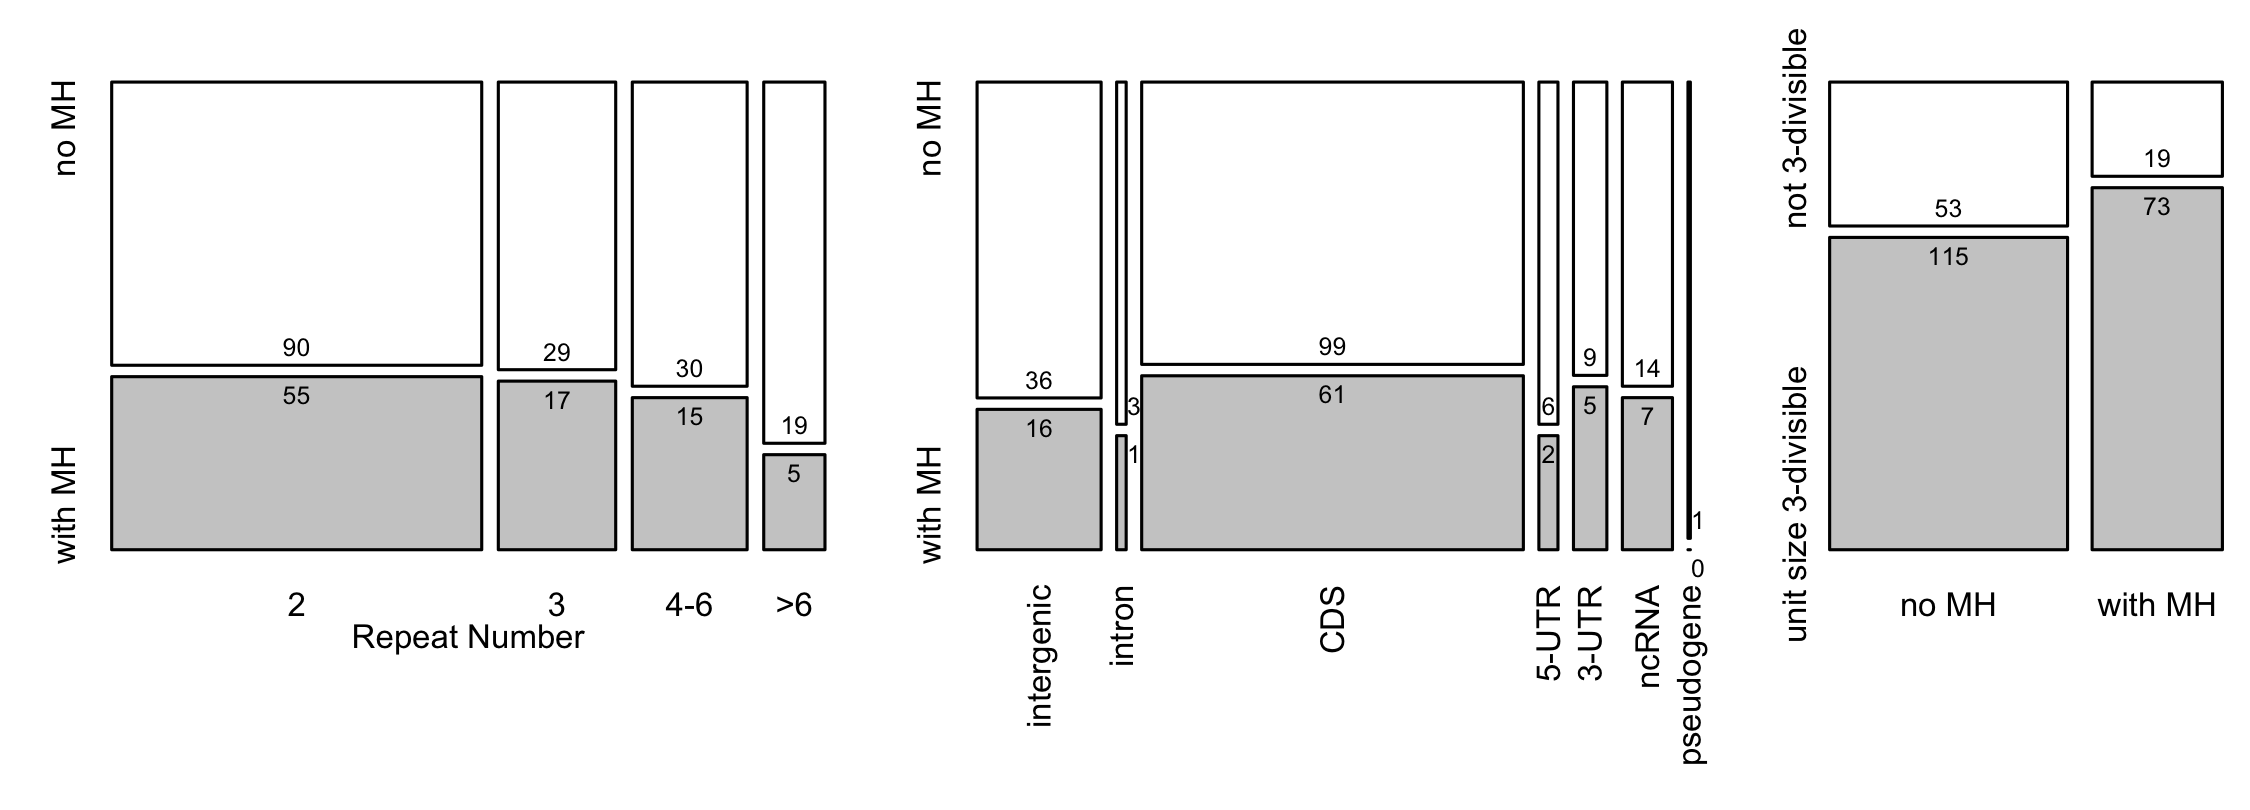 no MH
with MH
90
55
29
17
30
15
19
5
2
3
4-6
>6
Repeat Number
no MH
with MH
36
16
3
1
99
61
6
2
9
5
14
7
1
0
intergenic
intron
CDS
5-UTR
3-UTR
ncRNA
pseudogene
not 3-divisible
unit size 3-divisible
53
115
19
73
no MH
with MH